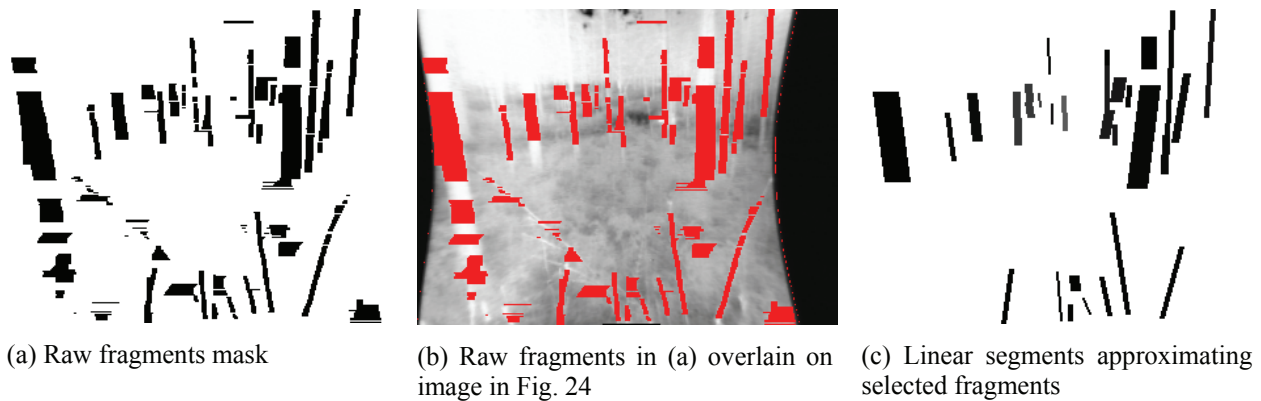 (a) Raw fragments mask
(b) Raw fragments in (a) overlain on
image in Fig. 24
(c) Linear segments approximating
selected fragments